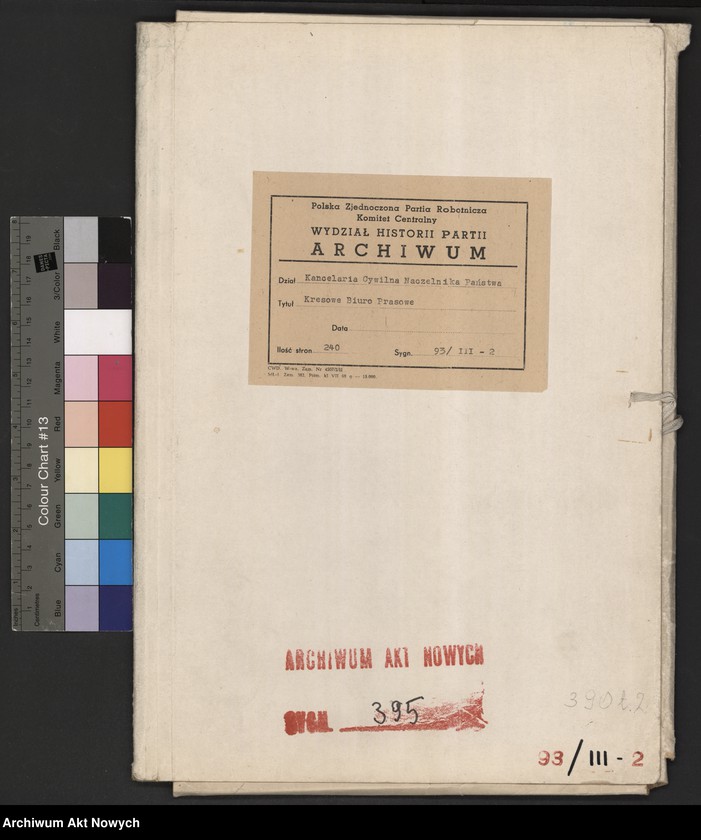 Polska Zjednoczona Partia Robotnicza
Komitet Centralny
WYDZIAŁ HISTORII PARTII
ARCHIWUM
Dział Kancelaria Cywilna Naczelnika Państwa
Tytuł Kresowe Biuro Prasowe
Data
Ilość stron 240 Sygn. 93/ III - 2
ARCHIWUM AKT NOWYCH
SYGN. 395
390 t.2
93/III-2
Colour Chart #13
Black
3/Color
White
Magenta
Red
Yellow
Green
Cyan
Blue
Centimetres
Inches
Archiwum Akt Nowych